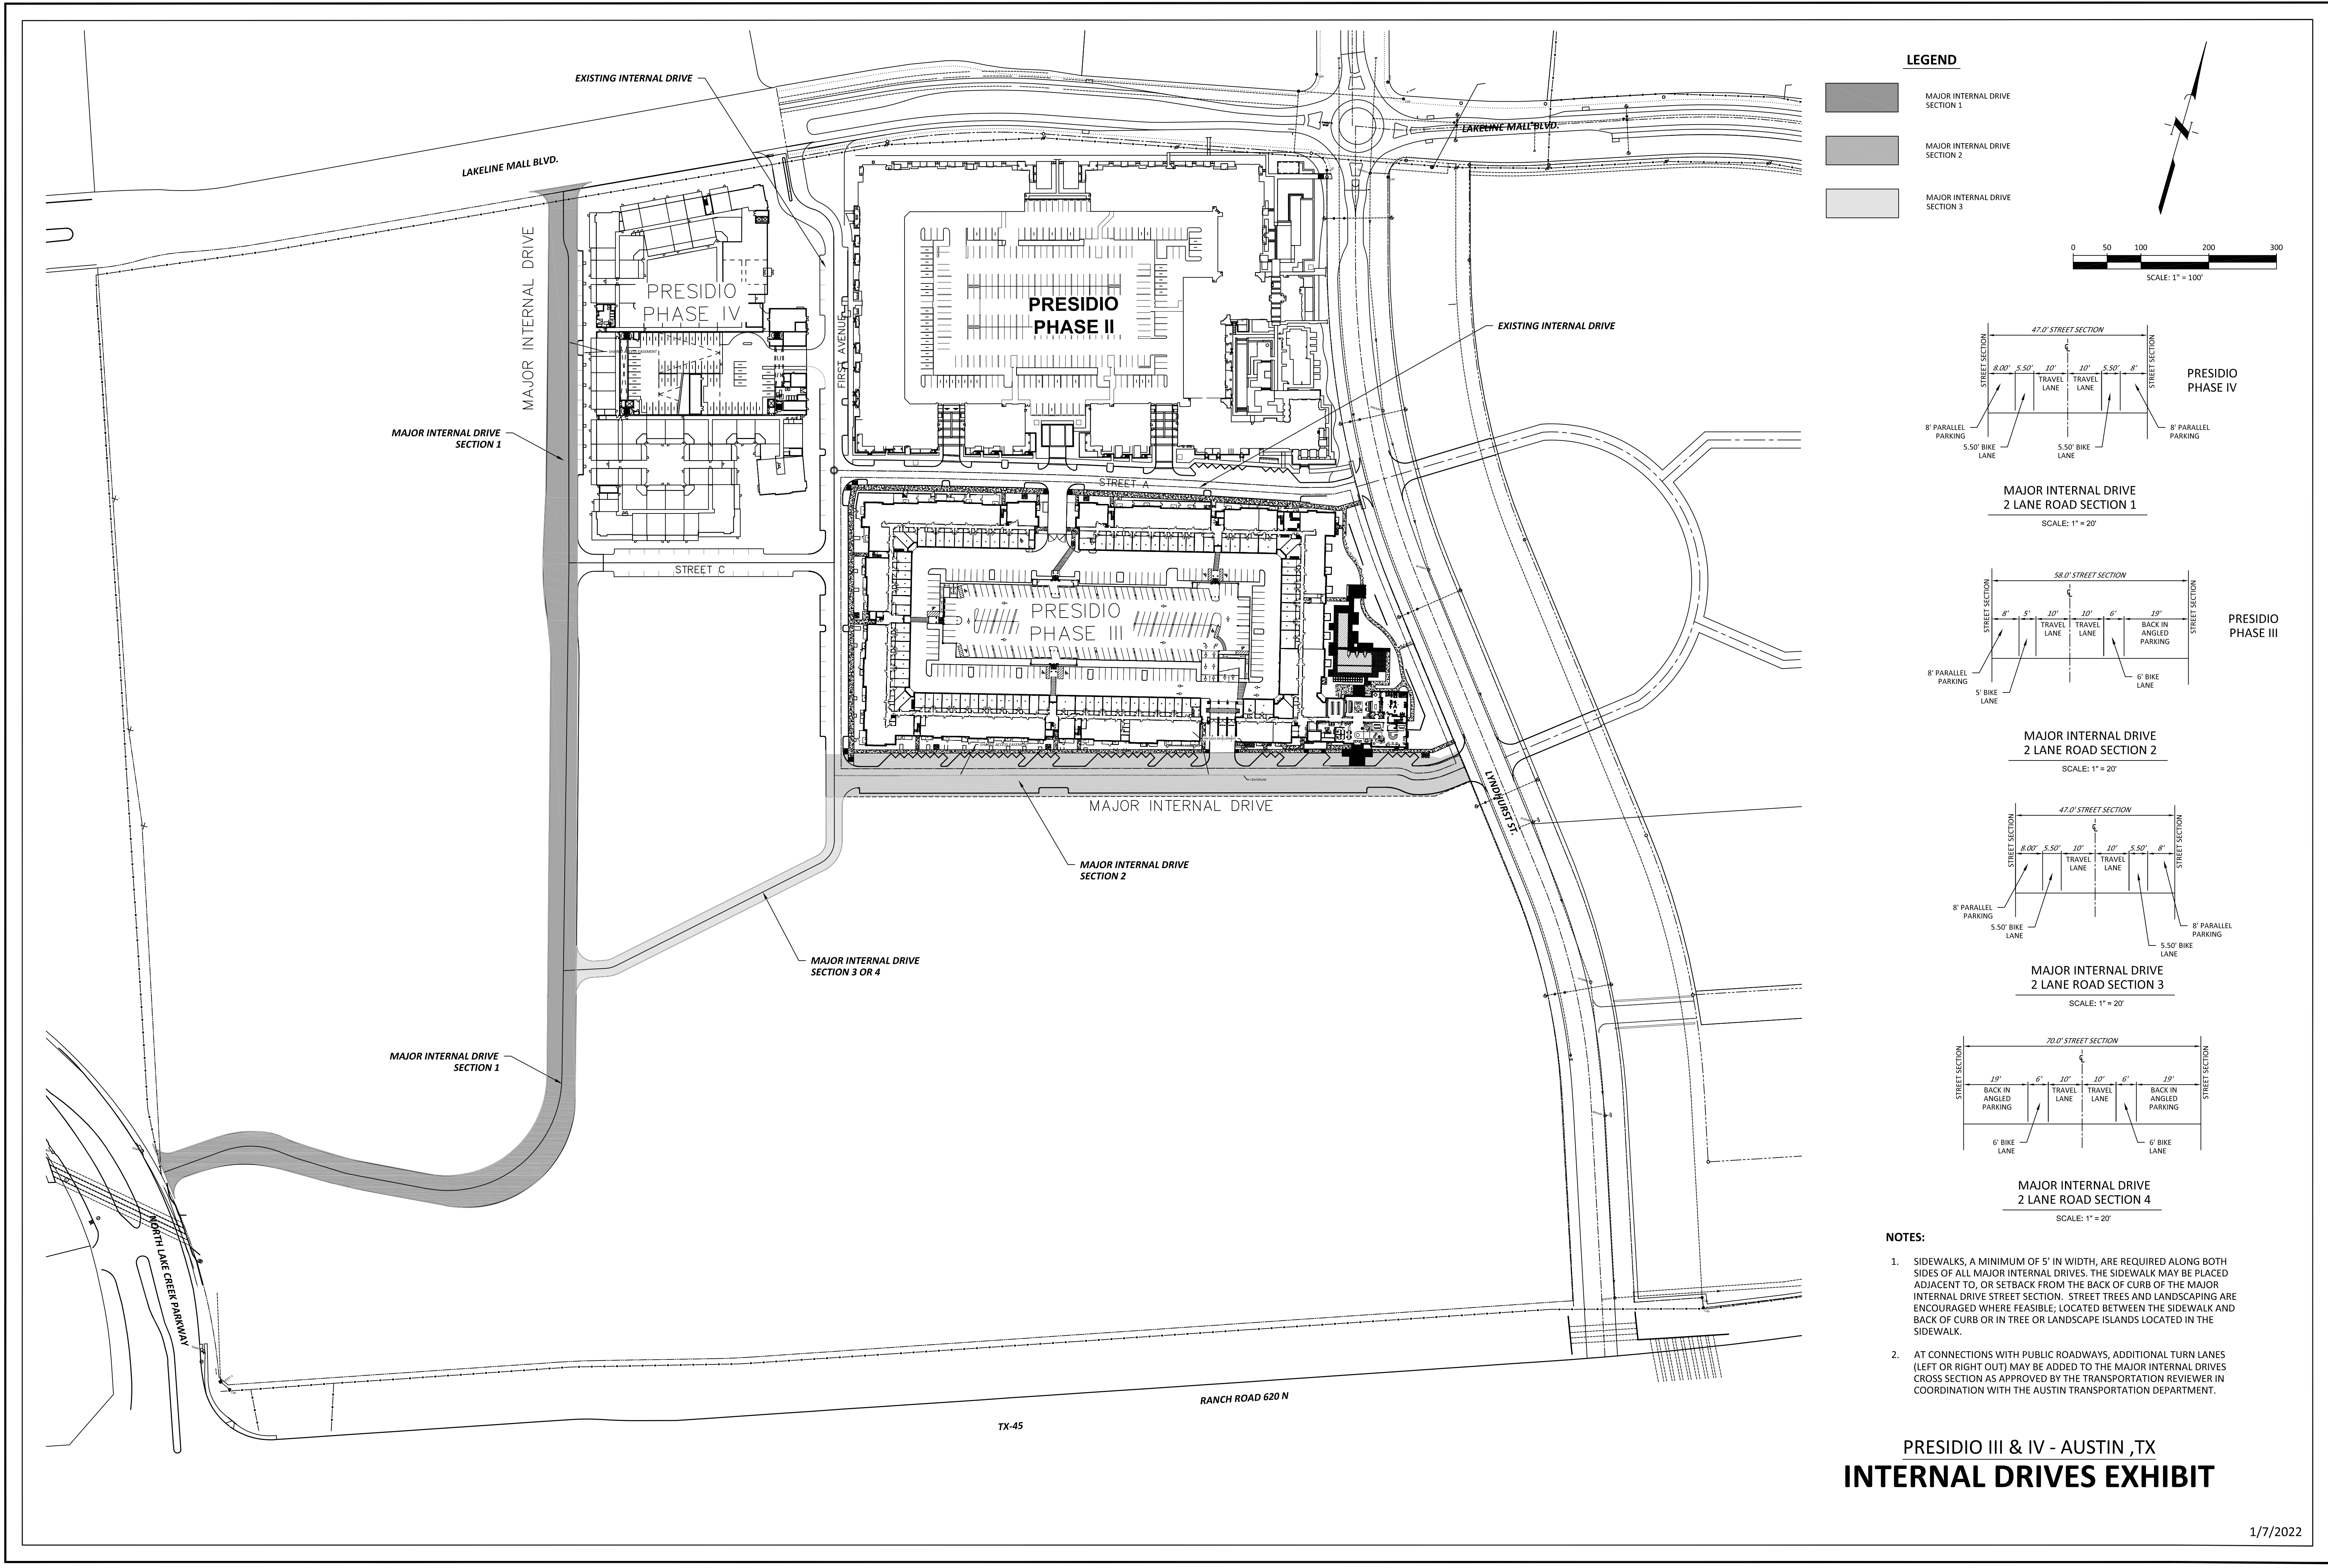 EXISTING INTERNAL DRIVE
LAKELINE MALL BLVD.
LAKELINE MALL BLVD.
MAJOR INTERNAL DRIVE
PRESIDIO
PHASE IV
FIRST AVENUE
PRESIDIO
PHASE II
EXISTING INTERNAL DRIVE
MAJOR INTERNAL DRIVE
SECTION 1
STREET A
STREET C
PRESIDIO
PHASE III
MAJOR INTERNAL DRIVE
LYNDHURST ST.
MAJOR INTERNAL DRIVE
SECTION 2
MAJOR INTERNAL DRIVE
SECTION 3 OR 4
MAJOR INTERNAL DRIVE
SECTION 1
NORTH LAKE CREEK PARKWAY
RANCH ROAD 620 N
TX-45
LEGEND
MAJOR INTERNAL DRIVE
SECTION 1
MAJOR INTERNAL DRIVE
SECTION 2
MAJOR INTERNAL DRIVE
SECTION 3
N
0 50 100 200 300
SCALE: 1" = 100'
47.0' STREET SECTION
STREET SECTION
STREET SECTION
8.00' 5.50' 10' 10' 5.50' 8'
TRAVEL LANE
TRAVEL LANE
8' PARALLEL
PARKING
5.50' BIKE
LANE
5.50' BIKE
LANE
8' PARALLEL
PARKING
PRESIDIO
PHASE IV
MAJOR INTERNAL DRIVE
2 LANE ROAD SECTION 1
SCALE: 1" = 20'
58.0' STREET SECTION
STREET SECTION
STREET SECTION
8' 5' 10' 10' 6' 19'
TRAVEL LANE
TRAVEL LANE
BACK IN
ANGLED
PARKING
8' PARALLEL
PARKING
5' BIKE
LANE
6' BIKE
LANE
PRESIDIO
PHASE III
MAJOR INTERNAL DRIVE
2 LANE ROAD SECTION 2
SCALE: 1" = 20'
47.0' STREET SECTION
STREET SECTION
STREET SECTION
8.00' 5.50' 10' 10' 5.50' 8'
TRAVEL LANE
TRAVEL LANE
8' PARALLEL
PARKING
5.50' BIKE
LANE
8' PARALLEL
PARKING
5.50' BIKE
LANE
MAJOR INTERNAL DRIVE
2 LANE ROAD SECTION 3
SCALE: 1" = 20'
70.0' STREET SECTION
STREET SECTION
STREET SECTION
19' 6' 10' 10' 6' 19'
BACK IN
ANGLED
PARKING
TRAVEL LANE
TRAVEL LANE
BACK IN
ANGLED
PARKING
6' BIKE
LANE
6' BIKE
LANE
MAJOR INTERNAL DRIVE
2 LANE ROAD SECTION 4
SCALE: 1" = 20'
NOTES:
1. SIDEWALKS, A MINIMUM OF 5' IN WIDTH, ARE REQUIRED ALONG BOTH
SIDES OF ALL MAJOR INTERNAL DRIVES. THE SIDEWALK MAY BE PLACED
ADJACENT TO, OR SETBACK FROM THE BACK OF CURB OF THE MAJOR
INTERNAL DRIVE STREET SECTION. STREET TREES AND LANDSCAPING ARE
ENCOURAGED WHERE FEASIBLE; LOCATED BETWEEN THE SIDEWALK AND
BACK OF CURB OR IN TREE OR LANDSCAPE ISLANDS LOCATED IN THE
SIDEWALK.
2. AT CONNECTIONS WITH PUBLIC ROADWAYS, ADDITIONAL TURN LANES
(LEFT OR RIGHT OUT) MAY BE ADDED TO THE MAJOR INTERNAL DRIVES
CROSS SECTION AS APPROVED BY THE TRANSPORTATION REVIEWER IN
COORDINATION WITH THE AUSTIN TRANSPORTATION DEPARTMENT.
PRESIDIO III & IV - AUSTIN ,TX
INTERNAL DRIVES EXHIBIT
1/7/2022